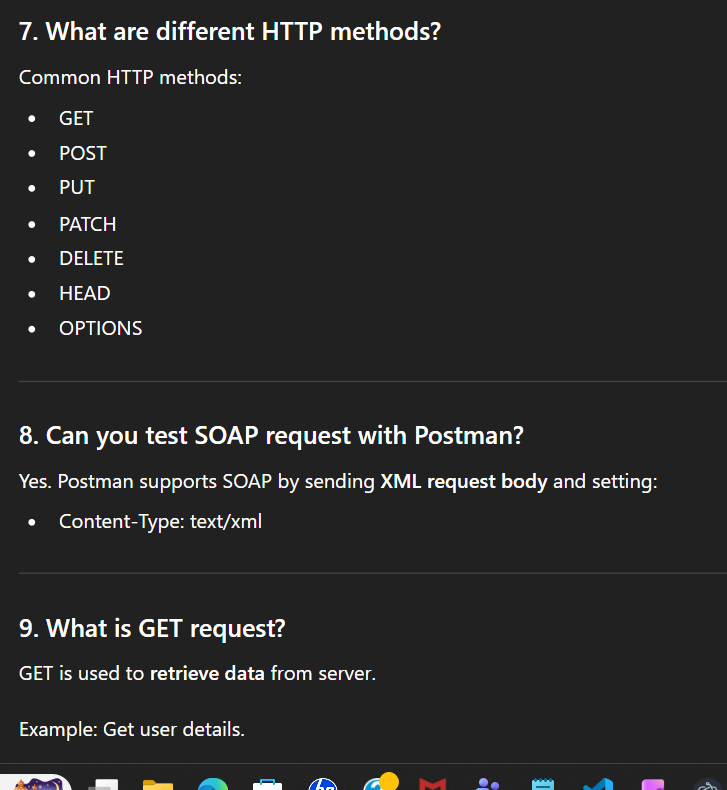 7. What are different HTTP methods?
Common HTTP methods:
• GET
• POST
• PUT
• PATCH
• DELETE
• HEAD
• OPTIONS
8. Can you test SOAP request with Postman?
Yes. Postman supports SOAP by sending XML request body and setting:
• Content-Type: text/xml
9. What is GET request?
GET is used to retrieve data from server.
Example: Get user details.